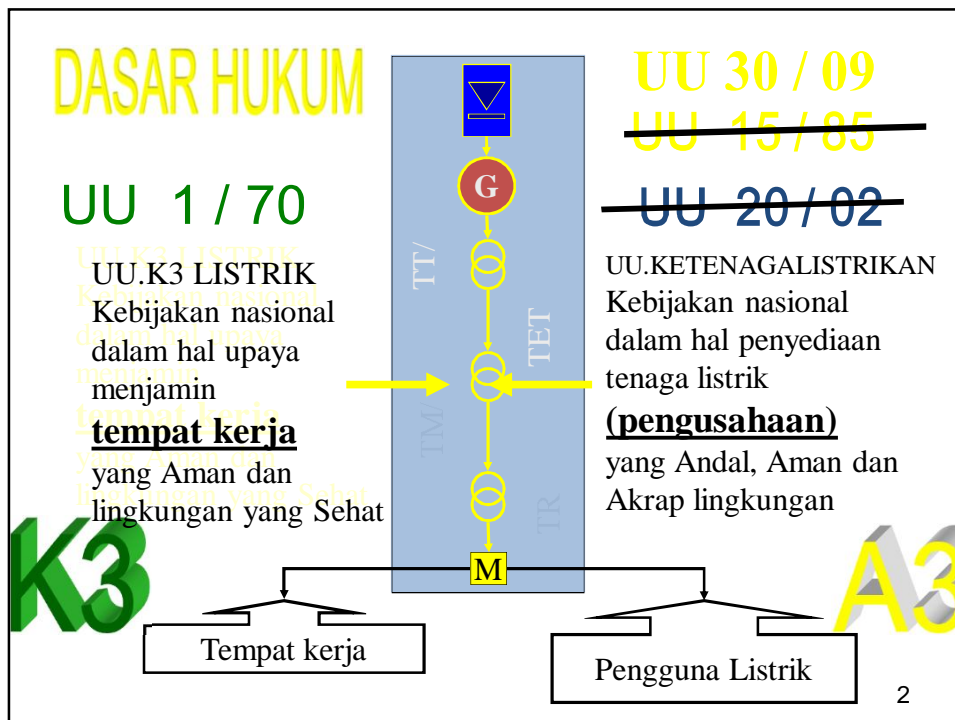 DASAR HUKUM
UU 1 / 70
UU.K3 LISTRIK
Kebijakan nasional
dalam hal upaya
menjamin
tempat kerja
yang Aman dan
lingkungan yang Sehat
K3
G
TT/
TET
TM/
TR
M
UU 30 / 09
UU 15 / 85
UU 20 / 02
UU.KETENAGALISTRIKAN
Kebijakan nasional
dalam hal penyediaan
tenaga listrik
(pengusahaan)
yang Andal, Aman dan
Akrap lingkungan
A3
Tempat kerja
Pengguna Listrik
2